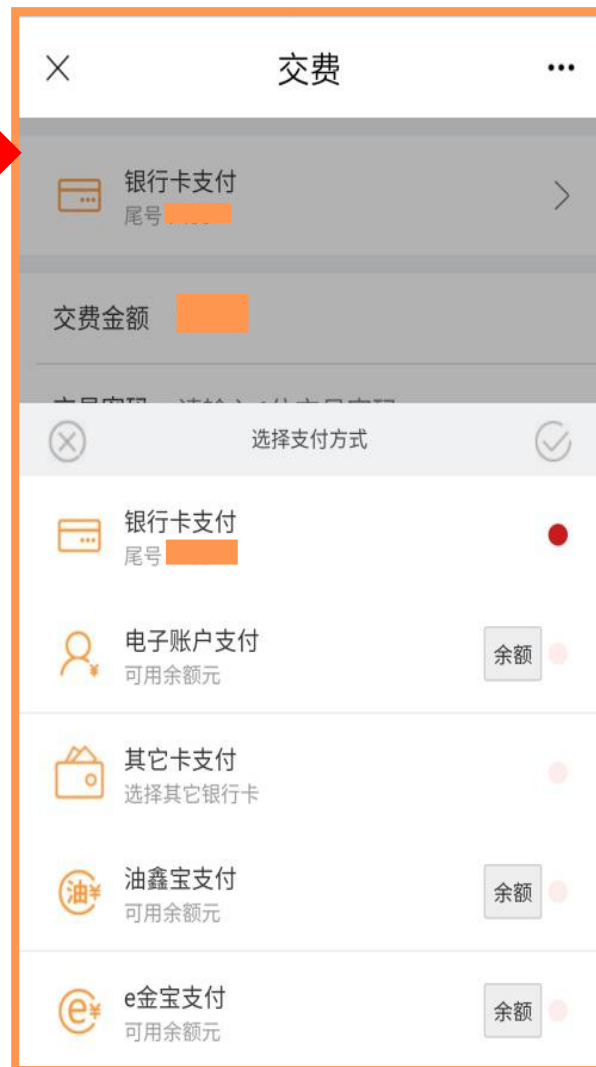 交费
银行卡支付
尾号
交费金额
选择支付方式
银行卡支付
尾号
电子账户支付
可用余额元
余额
其它卡支付
选择其它银行卡
油鑫宝支付
可用余额元
余额
e金宝支付
可用余额元
余额